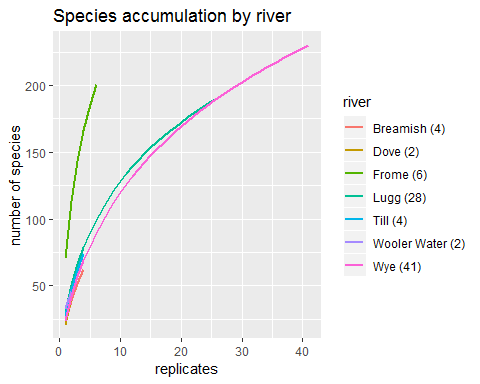 Species accumulation by river
number of species
200
150
100
50
0
10
20
30
40
replicates
river
Breamish (4)
Dove (2)
Frome (6)
Lugg (28)
Till (4)
Wooler Water (2)
Wye (41)